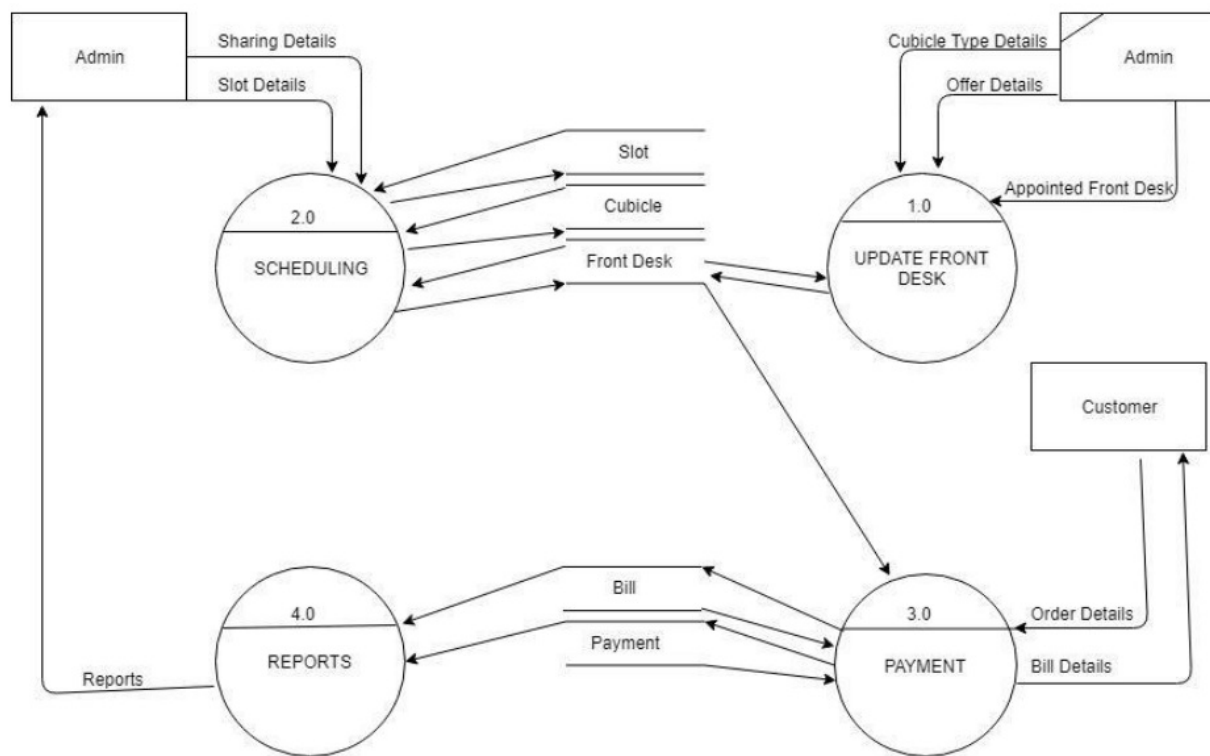 Admin
Sharing Details
Slot Details
Cubicle Type Details
Offer Details
Admin
Appointed Front Desk
Slot
Cubicle
Front Desk
2.0
SCHEDULING
1.0
UPDATE FRONT
DESK
Customer
Order Details
Bill Details
Bill
Payment
4.0
REPORTS
3.0
PAYMENT
Reports